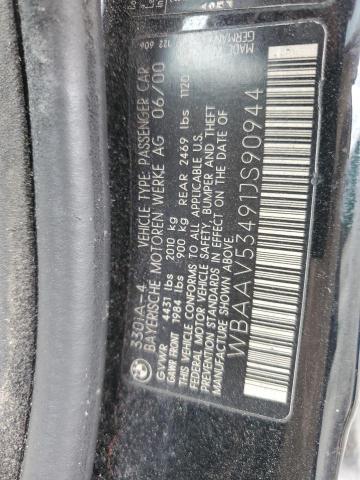 330iA-4 VEHICLE TYPE: PASSENGER CAR
BAYERISCHE MOTOREN WERKE AG 06/00
GVWR 4431 lbs 2010 kg
GAWR FRONT 1984 lbs 900 kg REAR 2469 lbs 1120
THIS VEHICLE CONFORMS TO ALL APPLICABLE
FEDERAL MOTOR VEHICLE SAFETY, BUMPER AND THEFT
PREVENTION STANDARDS IN EFFECT ON THE DATE OF
MANUFACTURE SHOWN ABOVE
WBAAV53491JS90944
MADE IN
GERMANY
122 606